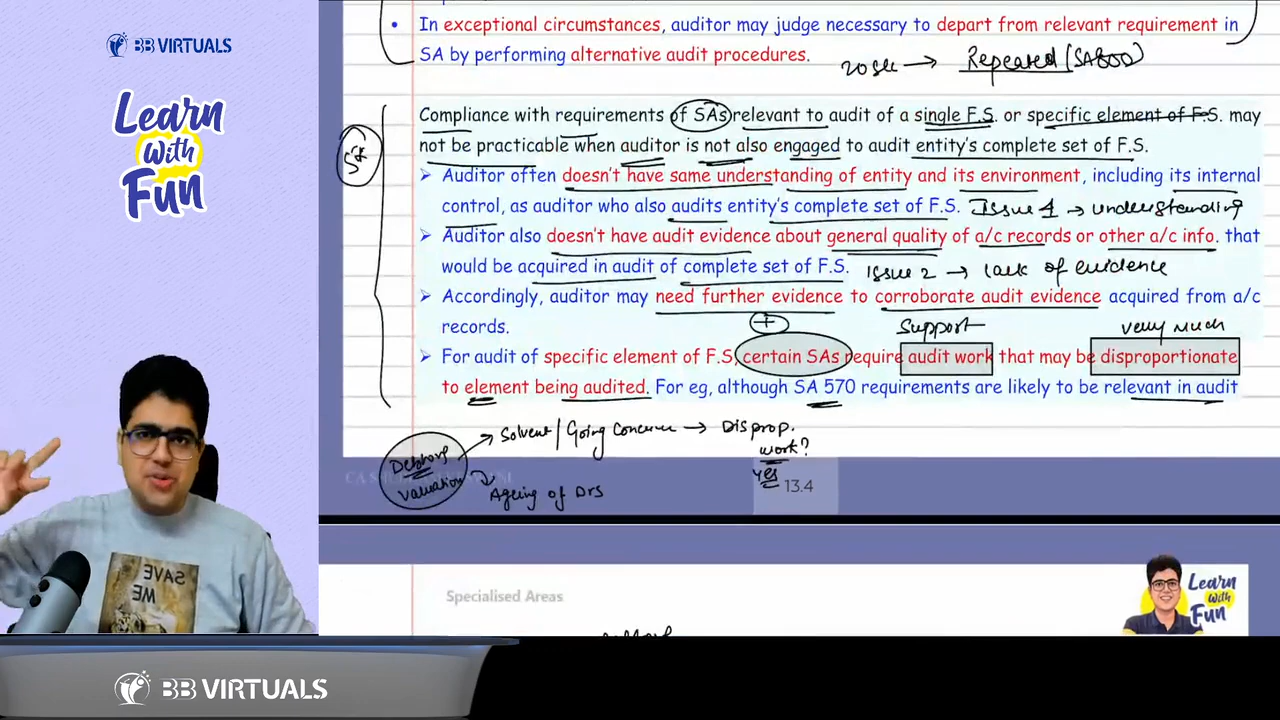 BB VIRTUALS
Learn
With
Fun
• In exceptional circumstances, auditor may judge necessary to depart from relevant requirement in
SA by performing alternative audit procedures.
Repeated (SA800)
5*
Compliance with requirements of SAs relevant to audit of a single F.S. or specific element of F.S. may
not be practicable when auditor is not also engaged to audit entity's complete set of F.S.
➢ Auditor often doesn't have same understanding of entity and its environment, including its internal
control, as auditor who also audits entity's complete set of F.S. Issue 1 → understanding
➢ Auditor also doesn't have audit evidence about general quality of a/c records or other a/c info. that
would be acquired in audit of complete set of F.S. Issue 2 → lack of evidence
➢ Accordingly, auditor may need further evidence to corroborate audit evidence acquired from a/c
records.
+ Support very much
➢ For audit of specific element of F.S, certain SAs require audit work that may be disproportionate
to element being audited. For eg, although SA 570 requirements are likely to be relevant in audit
Debtors
Valuation
→ Solvent / Going Concern → Disprop.
work?
Yes
→ Ageing of Drs
13.4
SAVE
ME
Specialised Areas
Learn
With
Fun
BB VIRTUALS